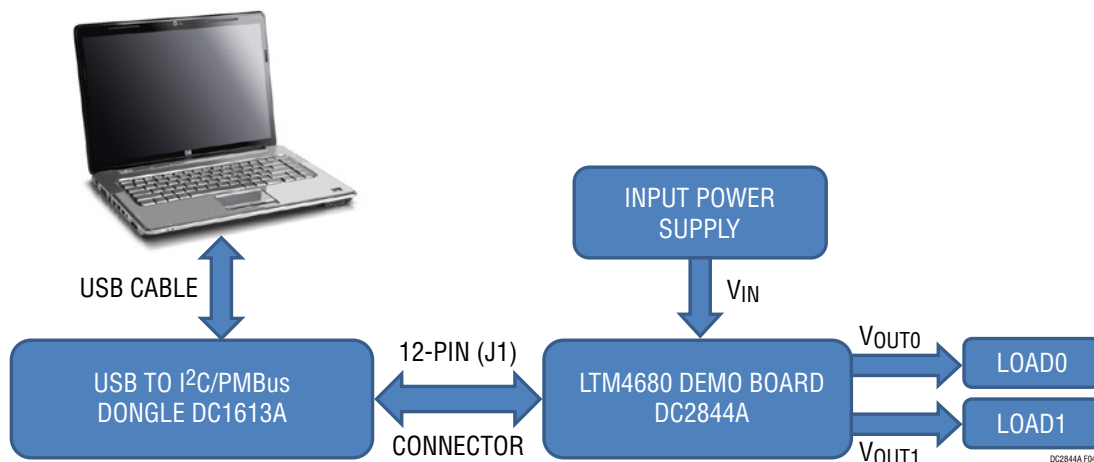 INPUT POWER
SUPPLY
USB CABLE
VIN
12-PIN (J1)
CONNECTOR
USB TO I²C/PMBus
DONGLE DC1613A
LTM4680 DEMO BOARD
DC2844A
VOUT0
LOAD0
LOAD1
VOUT1
DC2844A F04